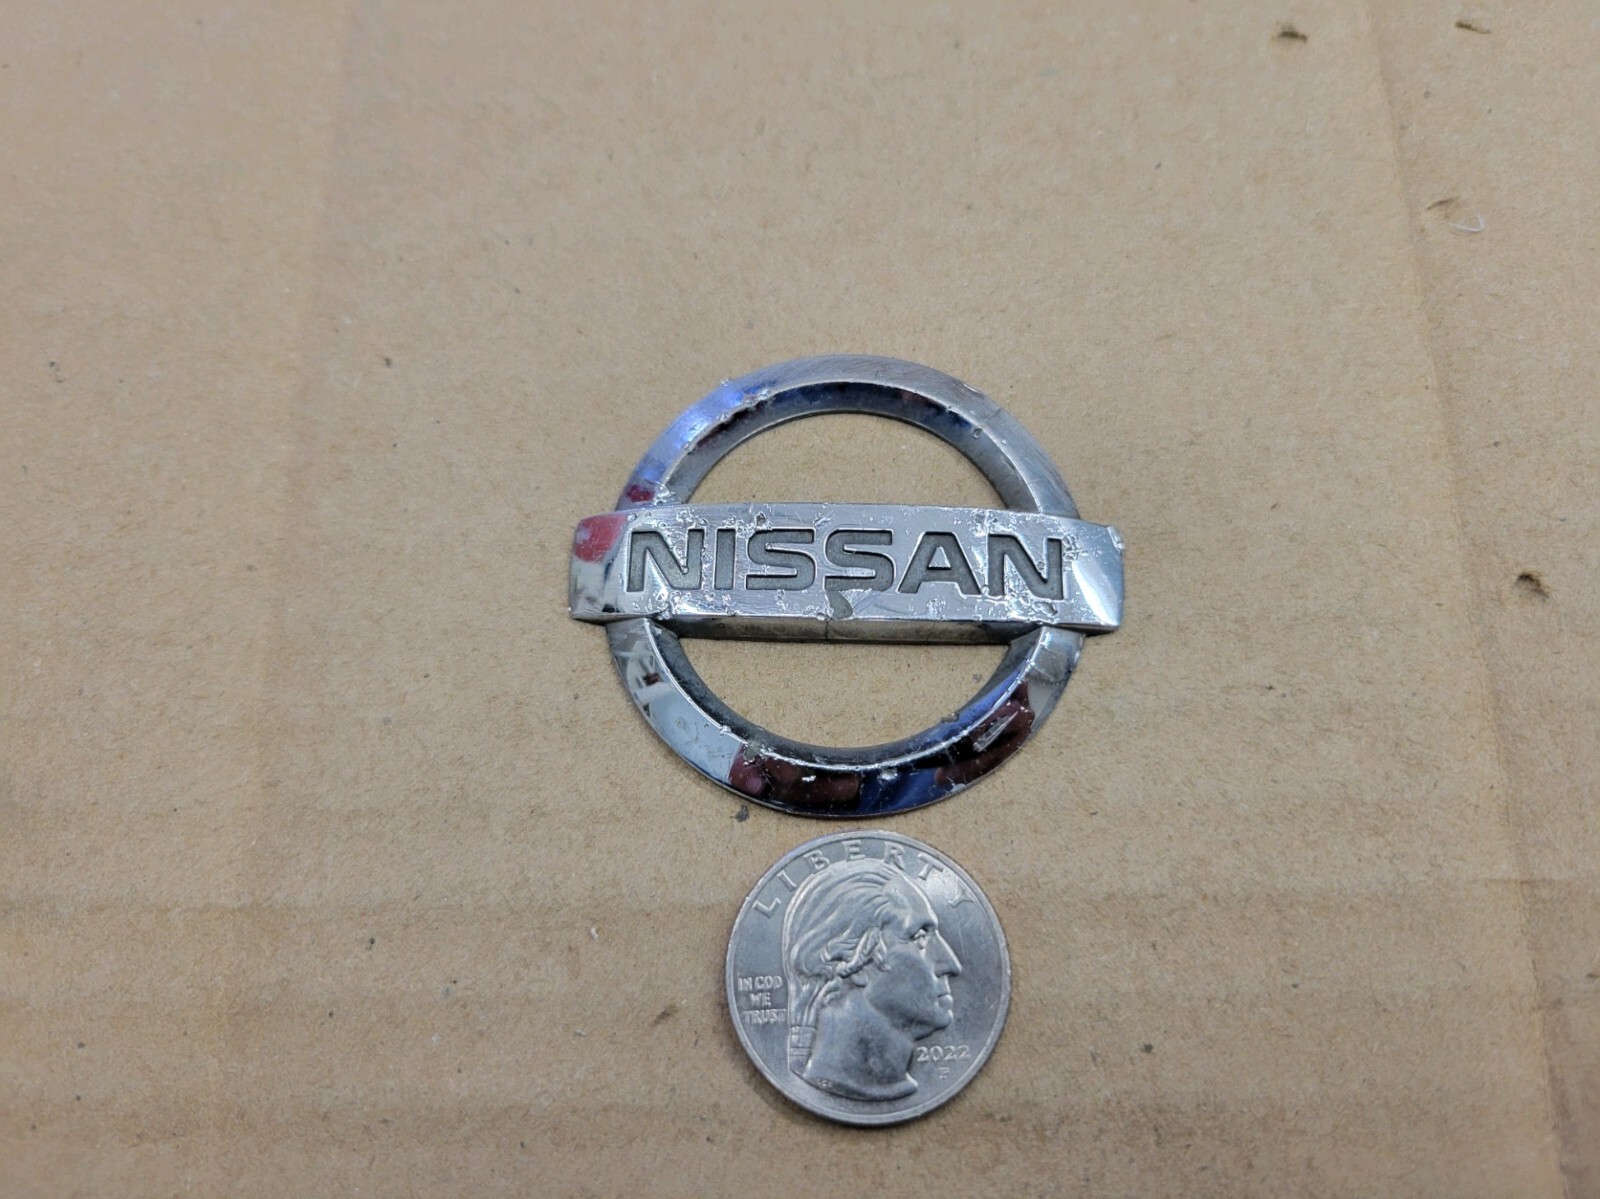 NISSAN
LIBERTY
IN GOD
WE
TRUST
2022
P